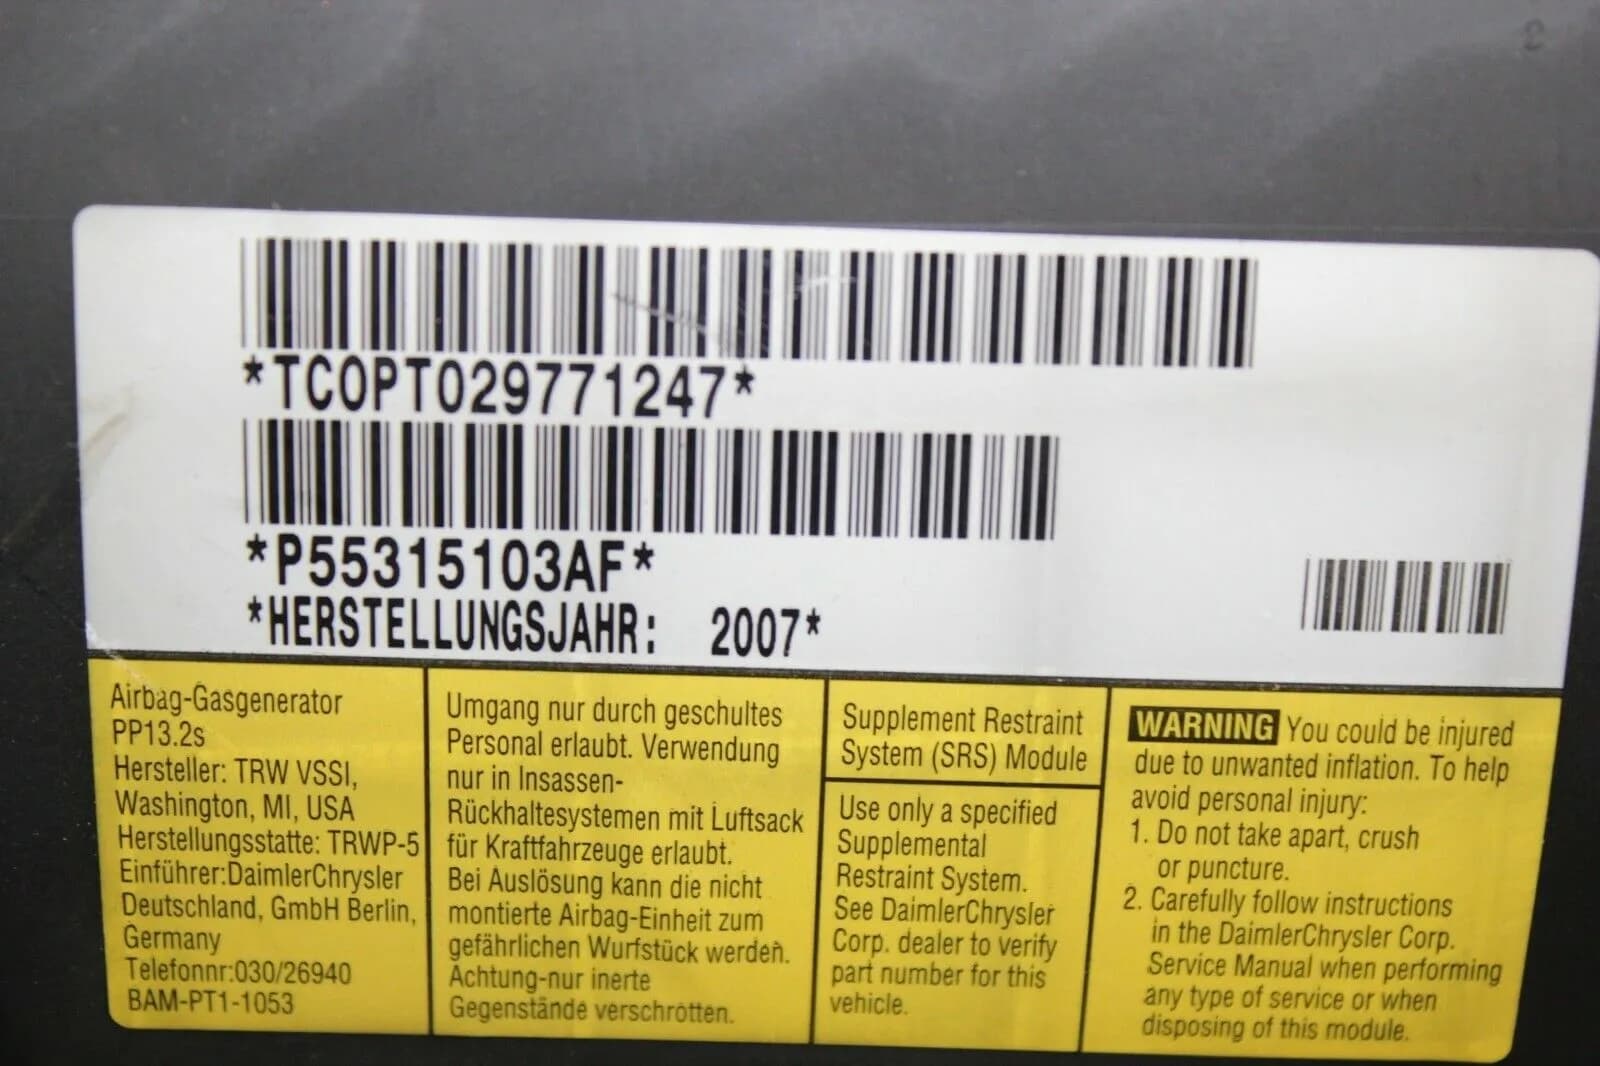 *TCOPT029771247*
*P55315103AF*
*HERSTELLUNGSJAHR: 2007*
Airbag-Gasgenerator
PP13.2s
Hersteller: TRW VSSI,
Washington, MI, USA
Herstellungsstatte: TRWP-5
Einführer:DaimlerChrysler
Deutschland, GmbH Berlin,
Germany
Telefonnr:030/26940
BAM-PT1-1053
Umgang nur durch geschultes
Personal erlaubt. Verwendung
nur in Insassen-
Rückhaltesystemen mit Luftsack
für Kraftfahrzeuge erlaubt.
Bei Auslösung kann die nicht
montierte Airbag-Einheit zum
gefährlichen Wurfstück werden.
Achtung-nur inerte
Gegenstände verschrotten.
Supplement Restraint
System (SRS) Module
Use only a specified
Supplemental
Restraint System.
See DaimlerChrysler
Corp. dealer to verify
part number for this
vehicle.
WARNING You could be injured
due to unwanted inflation. To help
avoid personal injury:
1. Do not take apart, crush
or puncture.
2. Carefully follow instructions
in the DaimlerChrysler Corp.
Service Manual when performing
any type of service or when
disposing of this module.